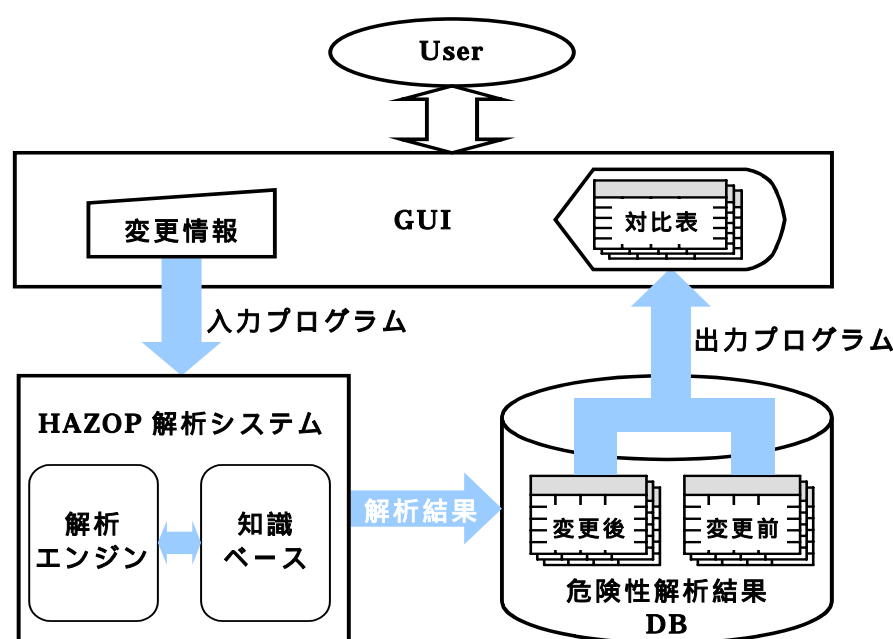 User
変更情報
GUI
対比表
入力プログラム
出力プログラム
HAZOP 解析システム
解析
エンジン
知識
ベース
解析結果
変更後
変更前
危険性解析結果
DB